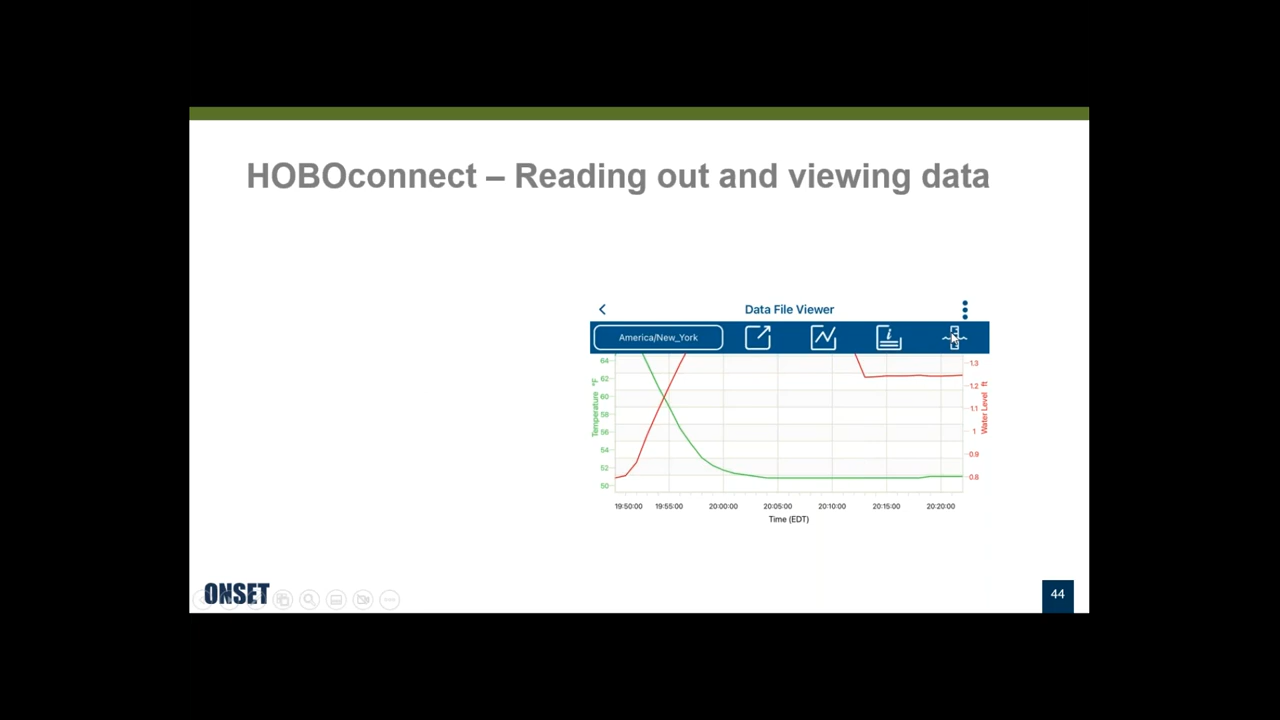 HOBOconnect – Reading out and viewing data
Data File Viewer
America/New_York
64
62
60
58
56
54
52
50
Temperature °F
1.3
1.2
1.1
1
0.9
0.8
Water Level ft
19:50:00 19:55:00 20:00:00 20:05:00 20:10:00 20:15:00 20:20:00
Time (EDT)
ONSET
44